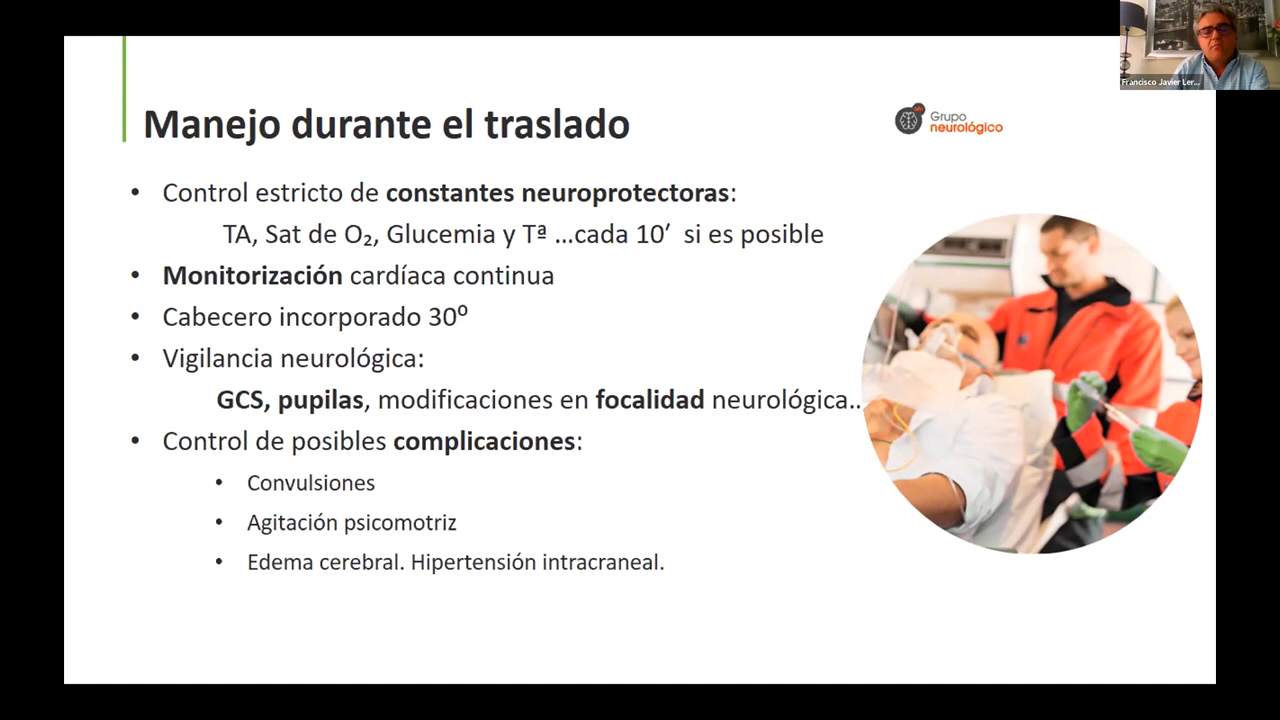 Francisco Javier Ler...
Manejo durante el traslado
Grupo
neurológico
• Control estricto de constantes neuroprotectoras:
TA, Sat de O₂, Glucemia y Tª ...cada 10’ si es posible
• Monitorización cardíaca continua
• Cabecero incorporado 30º
• Vigilancia neurológica:
GCS, pupilas, modificaciones en focalidad neurológica..
• Control de posibles complicaciones:
• Convulsiones
• Agitación psicomotriz
• Edema cerebral. Hipertensión intracraneal.